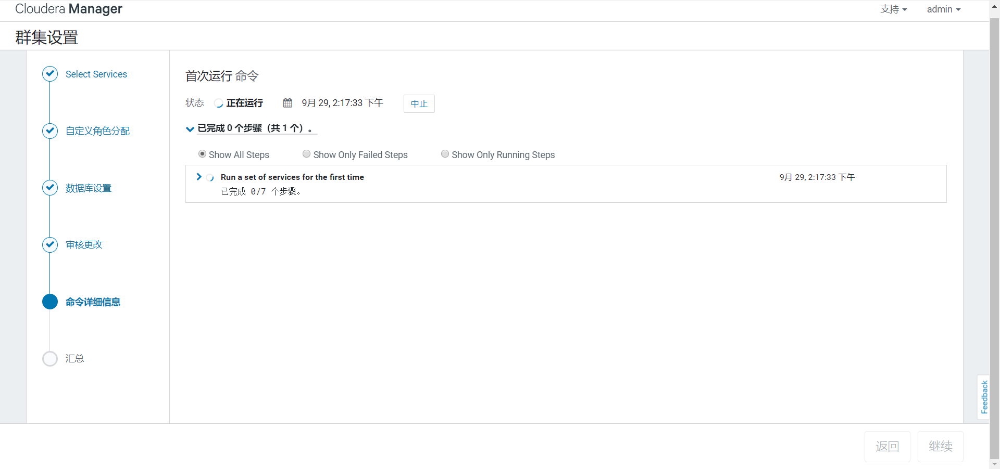 Cloudera Manager
支持
admin
群集设置
Select Services
自定义角色分配
数据库设置
审核更改
命令详细信息
汇总
首次运行 命令
状态 正在运行 9月 29, 2:17:33 下午 中止
已完成 0 个步骤（共 1 个）。
Show All Steps Show Only Failed Steps Show Only Running Steps
Run a set of services for the first time 9月 29, 2:17:33 下午
已完成 0/7 个步骤。
Feedback
返回 继续